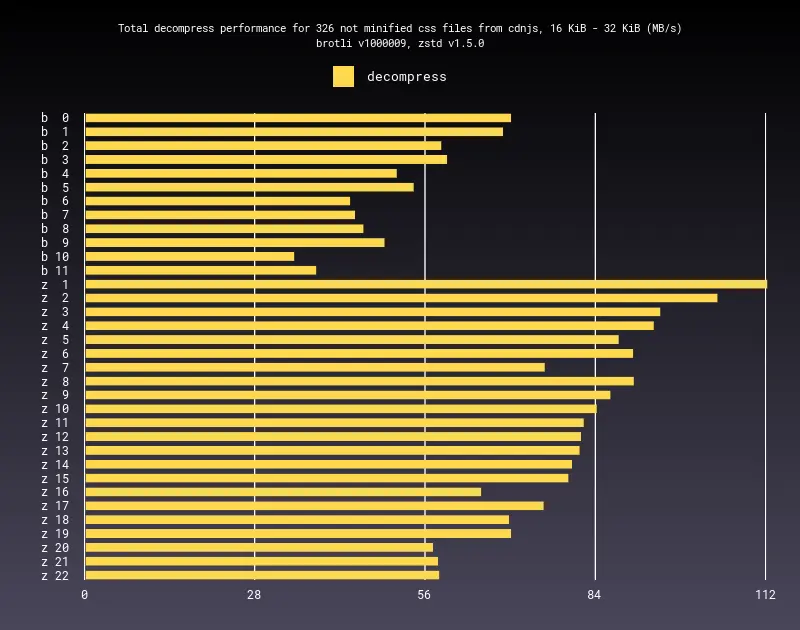 Total decompress performance for 326 not minified css files from cdnjs, 16 KiB - 32 KiB (MB/s)
brotli v1000009, zstd v1.5.0
decompress
b 0
b 1
b 2
b 3
b 4
b 5
b 6
b 7
b 8
b 9
b 10
b 11
z 1
z 2
z 3
z 4
z 5
z 6
z 7
z 8
z 9
z 10
z 11
z 12
z 13
z 14
z 15
z 16
z 17
z 18
z 19
z 20
z 21
z 22
0 28 56 84 112